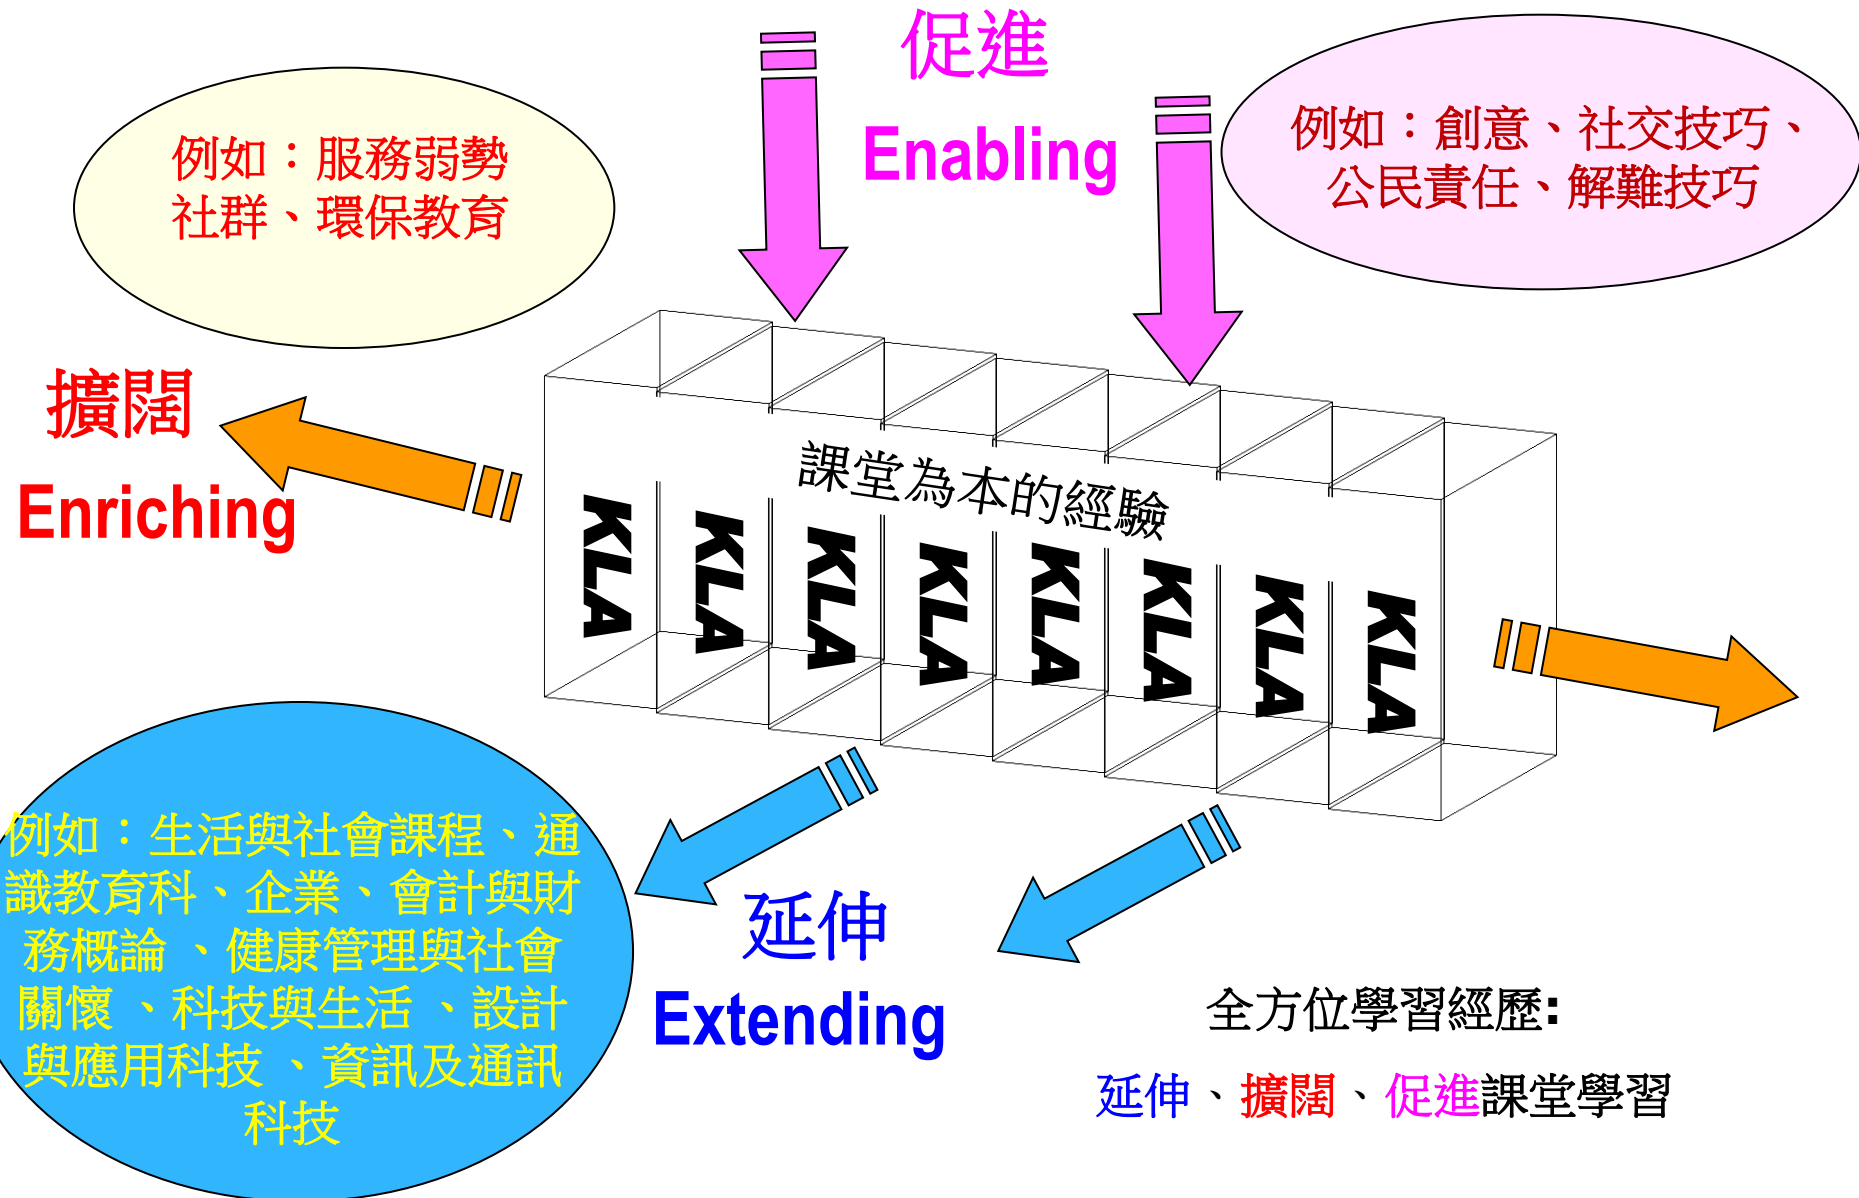 促進
Enabling
例如：服務弱勢
社群、環保教育
例如：創意、社交技巧、
公民責任、解難技巧
擴闊
Enriching
課堂為本的經驗
KLA
KLA
KLA
KLA
KLA
KLA
KLA
KLA
例如：生活與社會課程、通
識教育科、企業、會計與財
務概論 、健康管理與社會
關懷 、科技與生活 、設計
與應用科技 、資訊及通訊
科技
延伸
Extending
全方位學習經歷:
延伸、擴闊、促進課堂學習